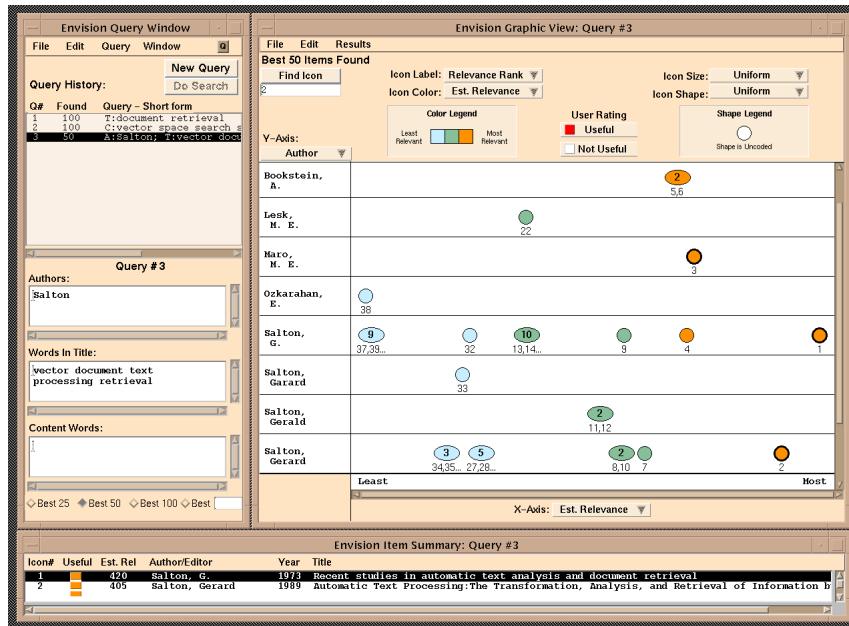 Envision Query Window
File Edit Query Window Q
New Query
Query History: Do Search
Q# Found Query – Short form
1 100 T:document retrieval
2 100 C:vector space search s
3 50 A:Salton; T:vector docu
Query #3
Authors:
Salton
Words In Title:
vector document text
processing retrieval
Content Words:
Best 25 Best 50 Best 100 Best
Envision Graphic View: Query #3
File Edit Results
Best 50 Items Found
Find Icon
2
Icon Label: Relevance Rank
Icon Color: Est. Relevance
Icon Size: Uniform
Icon Shape: Uniform
Color Legend
Least Relevant
Most Relevant
User Rating
Useful
Not Useful
Shape Legend
Shape is Uncoded
Y–Axis:
Author
Bookstein, A.
2
5,6
Lesk, M. E.
22
Maro, M. E.
3
Ozkarahan, E.
38
Salton, G.
9 10
37,39... 32 13,14... 9 4 1
Salton, Garard
33
Salton, Gerald
2
11,12
Salton, Gerard
3 5 2
34,35... 27,28... 8,10 7 2
Least Most
X–Axis: Est. Relevance
Envision Item Summary: Query #3
Icon# Useful Est. Rel Author/Editor Year Title
1 420 Salton, G. 1973 Recent studies in automatic text analysis and document retrieval
2 405 Salton, Gerard 1989 Automatic Text Processing:The Transformation, Analysis, and Retrieval of Information b